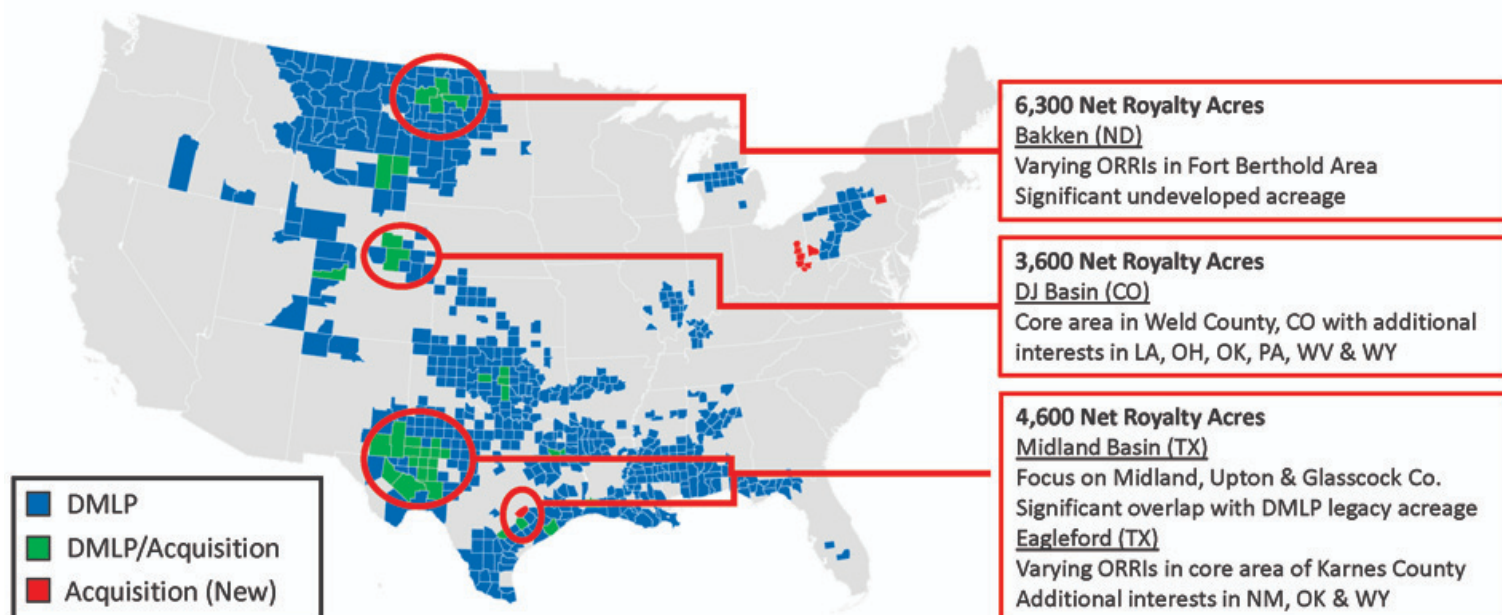 6,300 Net Royalty Acres
Bakken (ND)
Varying ORRIs in Fort Berthold Area
Significant undeveloped acreage
3,600 Net Royalty Acres
DJ Basin (CO)
Core area in Weld County, CO with additional
interests in LA, OH, OK, PA, WV & WY
4,600 Net Royalty Acres
Midland Basin (TX)
Focus on Midland, Upton & Glasscock Co.
Significant overlap with DMLP legacy acreage
Eagleford (TX)
Varying ORRIs in core area of Karnes County
Additional interests in NM, OK & WY
DMLP
DMLP/Acquisition
Acquisition (New)